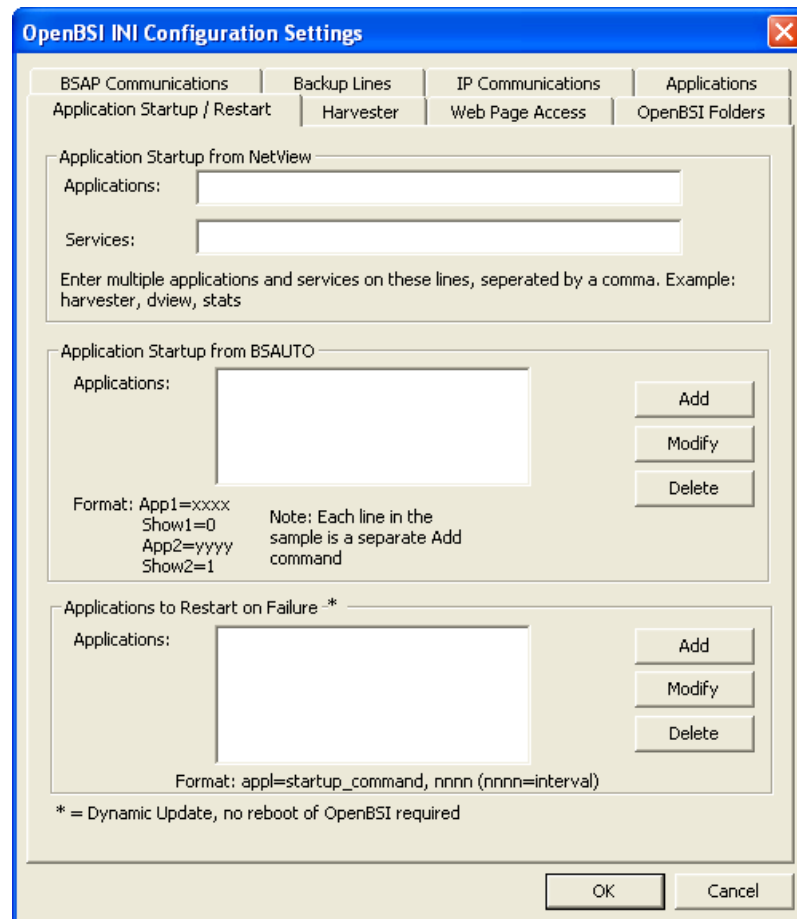 OpenBSI INI Configuration Settings
BSAP Communications
Backup Lines
IP Communications
Applications
Application Startup / Restart
Harvester
Web Page Access
OpenBSI Folders
Application Startup from NetView
Applications:
Services:
Enter multiple applications and services on these lines, seperated by a comma. Example:
harvester, dview, stats
Application Startup from BSAUTO
Applications:
Add
Modify
Delete
Format: App1=xxxx
Show1=0
App2=yyyy
Show2=1
Note: Each line in the
sample is a separate Add
command
Applications to Restart on Failure -*
Applications:
Add
Modify
Delete
Format: appl=startup_command, nnnn (nnnn=interval)
* = Dynamic Update, no reboot of OpenBSI required
OK
Cancel